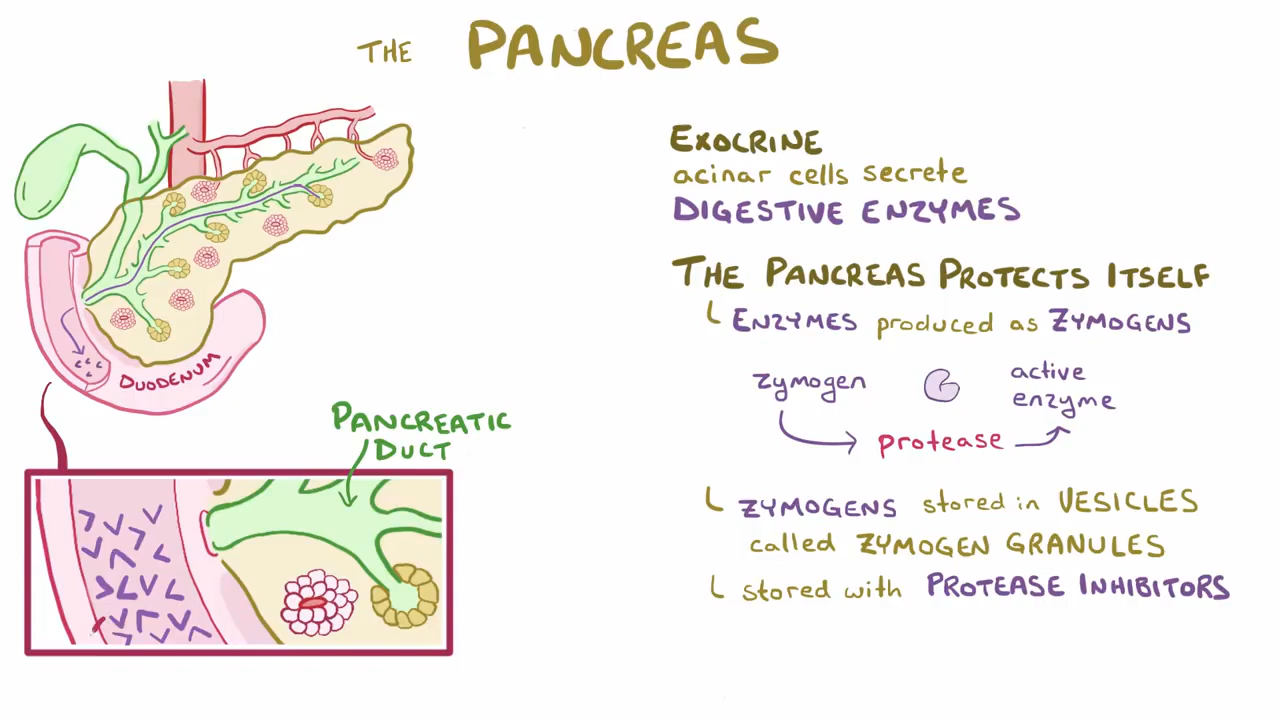 THE PANCREAS
EXOCRINE
acinar cells secrete
DIGESTIVE ENZYMES
THE PANCREAS PROTECTS ITSELF
ENZYMES produced as ZYMOGENS
zymogen
active
enzyme
protease
ZYMOGENS stored in VESICLES
called ZYMOGEN GRANULES
stored with PROTEASE INHIBITORS
DUODENUM
PANCREATIC
DUCT